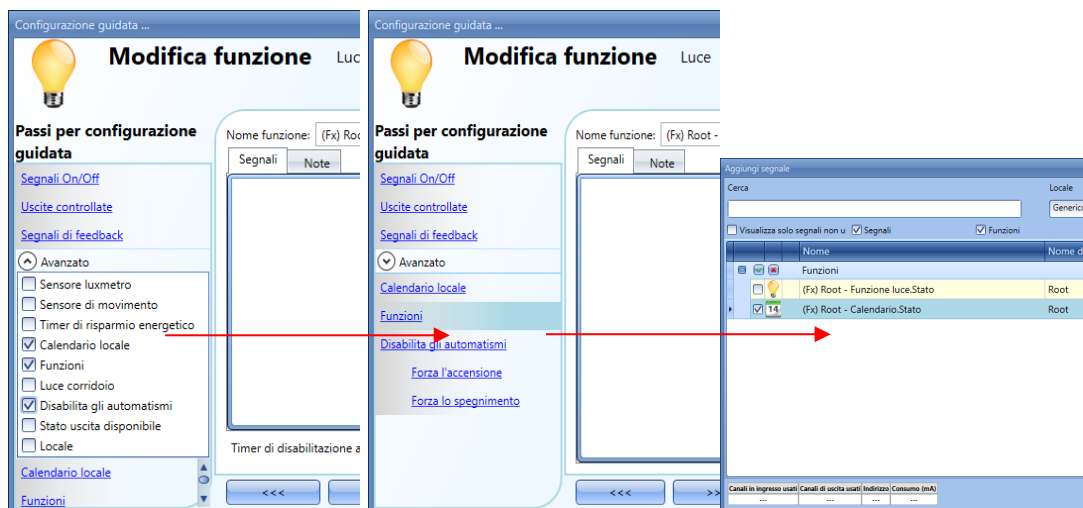 Configurazione guidata ...
Modifica funzione Luc
Passi per configurazione
guidata
Segnali On/Off
Uscite controllate
Segnali di feedback
Avanzato
Sensore luxmetro
Sensore di movimento
Timer di risparmio energetico
Calendario locale
Funzioni
Luce corridoio
Disabilita gli automatismi
Stato uscita disponibile
Locale
Calendario locale
Funzioni
Nome funzione: (Fx) Roo
Segnali Note
Timer di disabilitazione a
<<<
Configurazione guidata ...
Modifica funzione Luce
Passi per configurazione
guidata
Segnali On/Off
Uscite controllate
Segnali di feedback
Avanzato
Calendario locale
Funzioni
Disabilita gli automatismi
Forza l'accensione
Forza lo spegnimento
Nome funzione: (Fx) Root -
Segnali Note
<<< >>
Aggiungi segnale
Cerca Locale
Generico
Visualizza solo segnali non u Segnali Funzioni
Nome Nome d
Funzioni
(Fx) Root - Funzione luce.Stato Root
14 (Fx) Root - Calendario.Stato Root
Canali in ingresso usati Canali di uscita usati Indirizzo Consumo (mA)
... ... ... ...